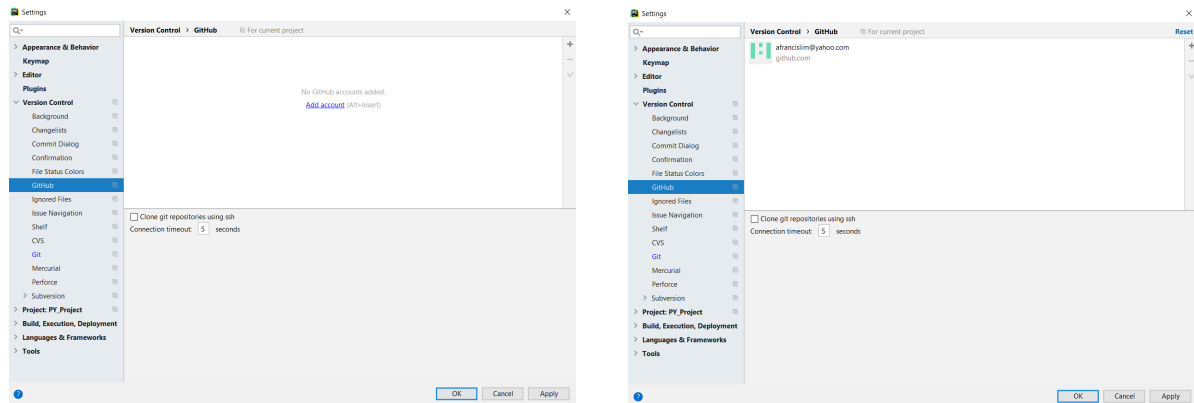 Settings
Version Control > GitHub For current project
Appearance & Behavior
Keymap
Editor
Plugins
Version Control
Background
Changelists
Commit Dialog
Confirmation
File Status Colors
GitHub
Ignored Files
Issue Navigation
Shelf
CVS
Git
Mercurial
Perforce
Subversion
Project: PY_Project
Build, Execution, Deployment
Languages & Frameworks
Tools
No GitHub accounts added.
Add account (Alt+Insert)
Clone git repositories using ssh
Connection timeout: 5 seconds
?
OK Cancel Apply
Settings
Version Control > GitHub For current project Reset
Appearance & Behavior
Keymap
Editor
Plugins
Version Control
Background
Changelists
Commit Dialog
Confirmation
File Status Colors
GitHub
Ignored Files
Issue Navigation
Shelf
CVS
Git
Mercurial
Perforce
Subversion
Project: PY_Project
Build, Execution, Deployment
Languages & Frameworks
Tools
afrancislim@yahoo.com
github.com
Clone git repositories using ssh
Connection timeout: 5 seconds
?
OK Cancel Apply